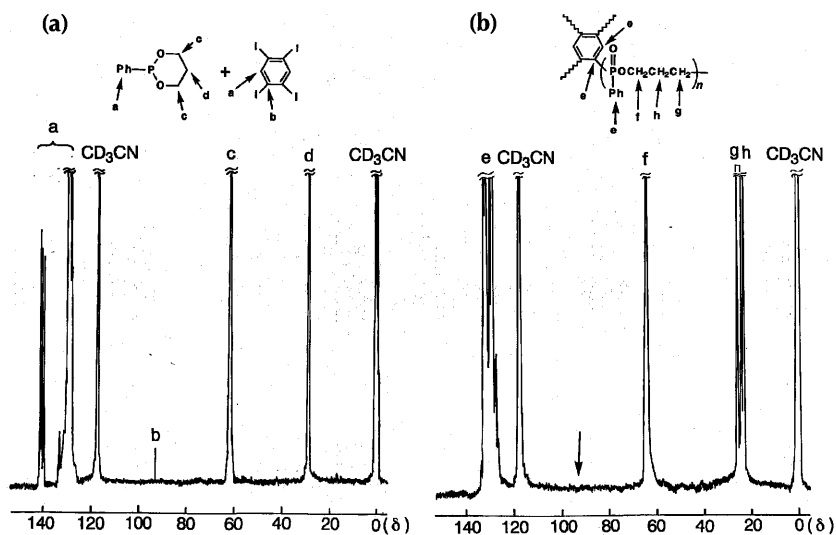 (a)
c
Ph
P
O
O
+
I
I
I
I
a
d
a
c
b
a
CD3CN
c
d
CD3CN
b
140 120 100 80 60 40 20 0(δ)
(b)
e
O
P
OCH2CH2CH2
n
Ph
e
f
h
g
e
e
CD3CN
f
g h
CD3CN
140 120 100 80 60 40 20 0(δ)